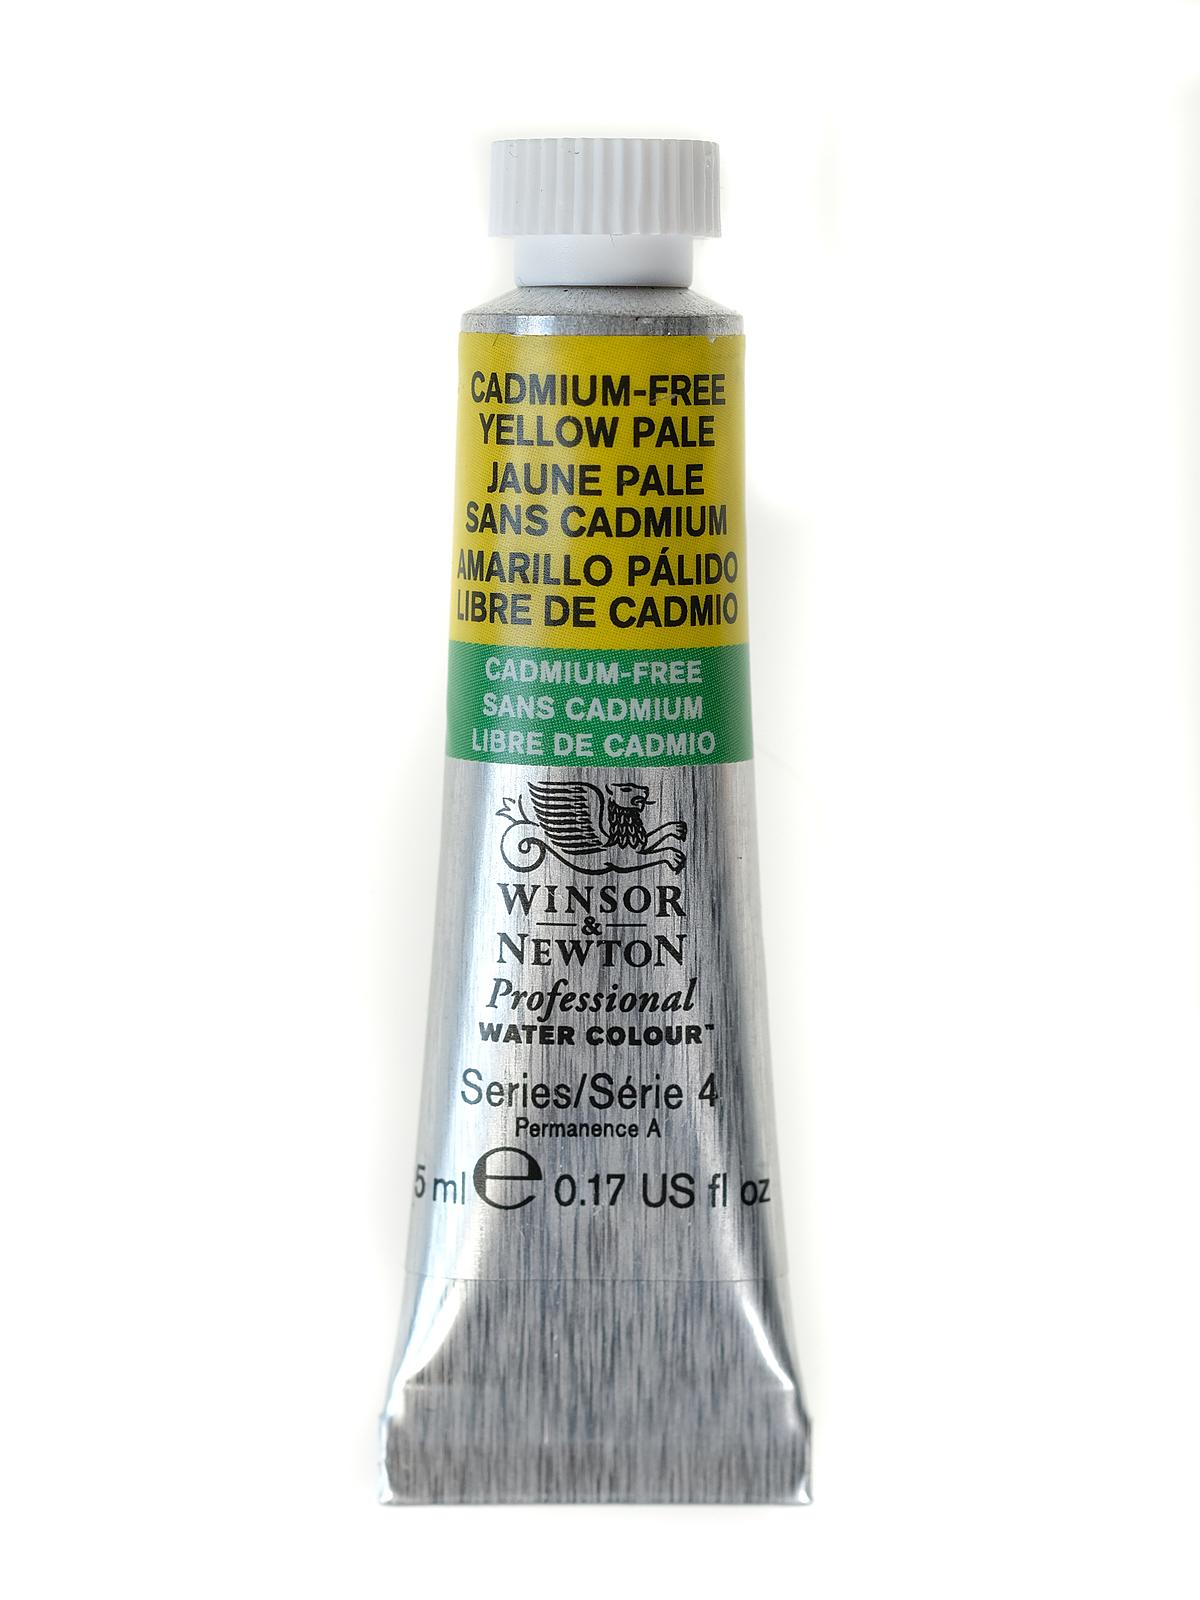 CADMIUM-FREE
YELLOW PALE
JAUNE PALE
SANS CADMIUM
AMARILLO PÁLIDO
LIBRE DE CADMIO
CADMIUM-FREE
SANS CADMIUM
LIBRE DE CADMIO
WINSOR
&
NEWTON
Professional
WATER COLOUR™
Series/Série 4
Permanence A
5 ml ℮ 0.17 US fl oz